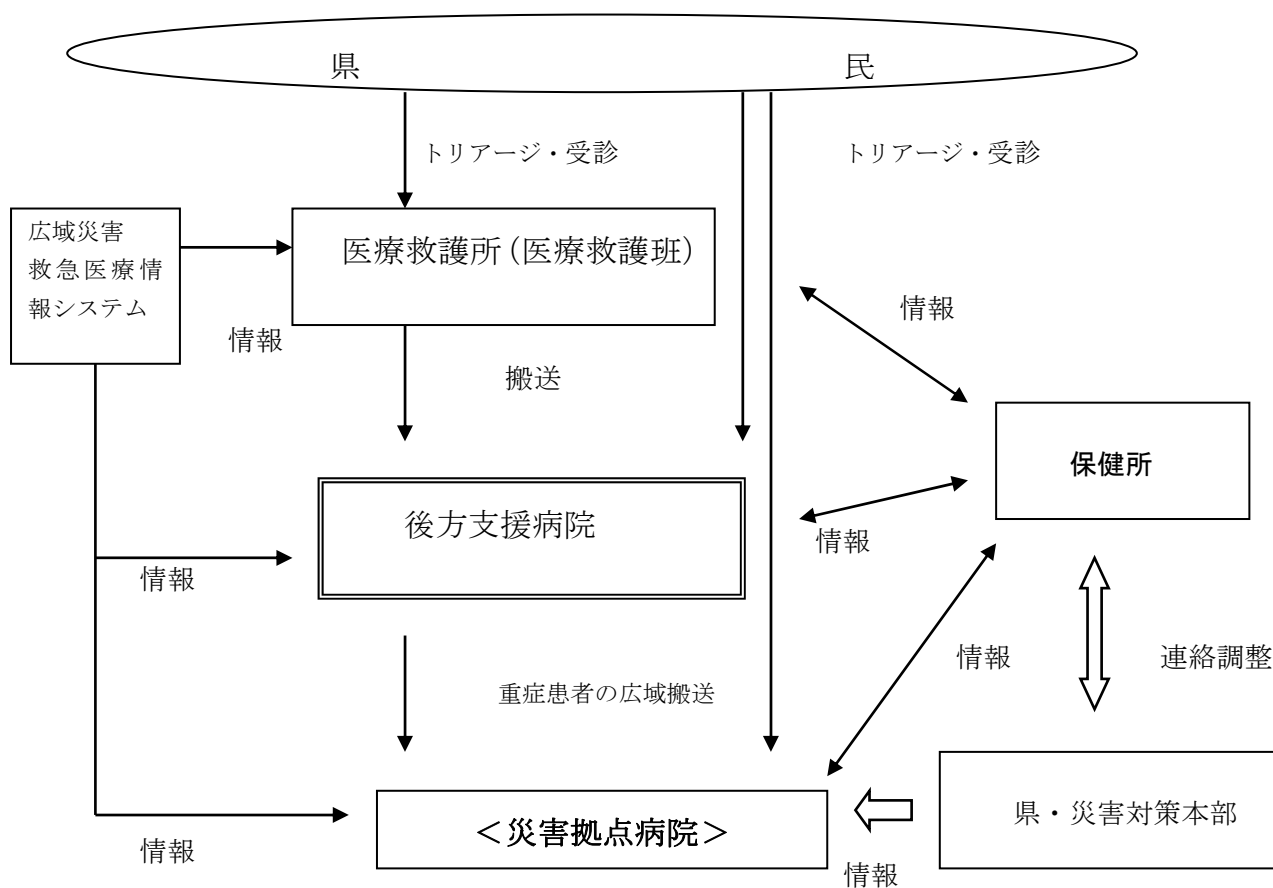 県 民
トリアージ・受診
トリアージ・受診
広域災害
救急医療情
報システム
医療救護所(医療救護班)
情報
情報
搬送
保健所
後方支援病院
情報
情報
情報
連絡調整
重症患者の広域搬送
<災害拠点病院>
県・災害対策本部
情報
情報